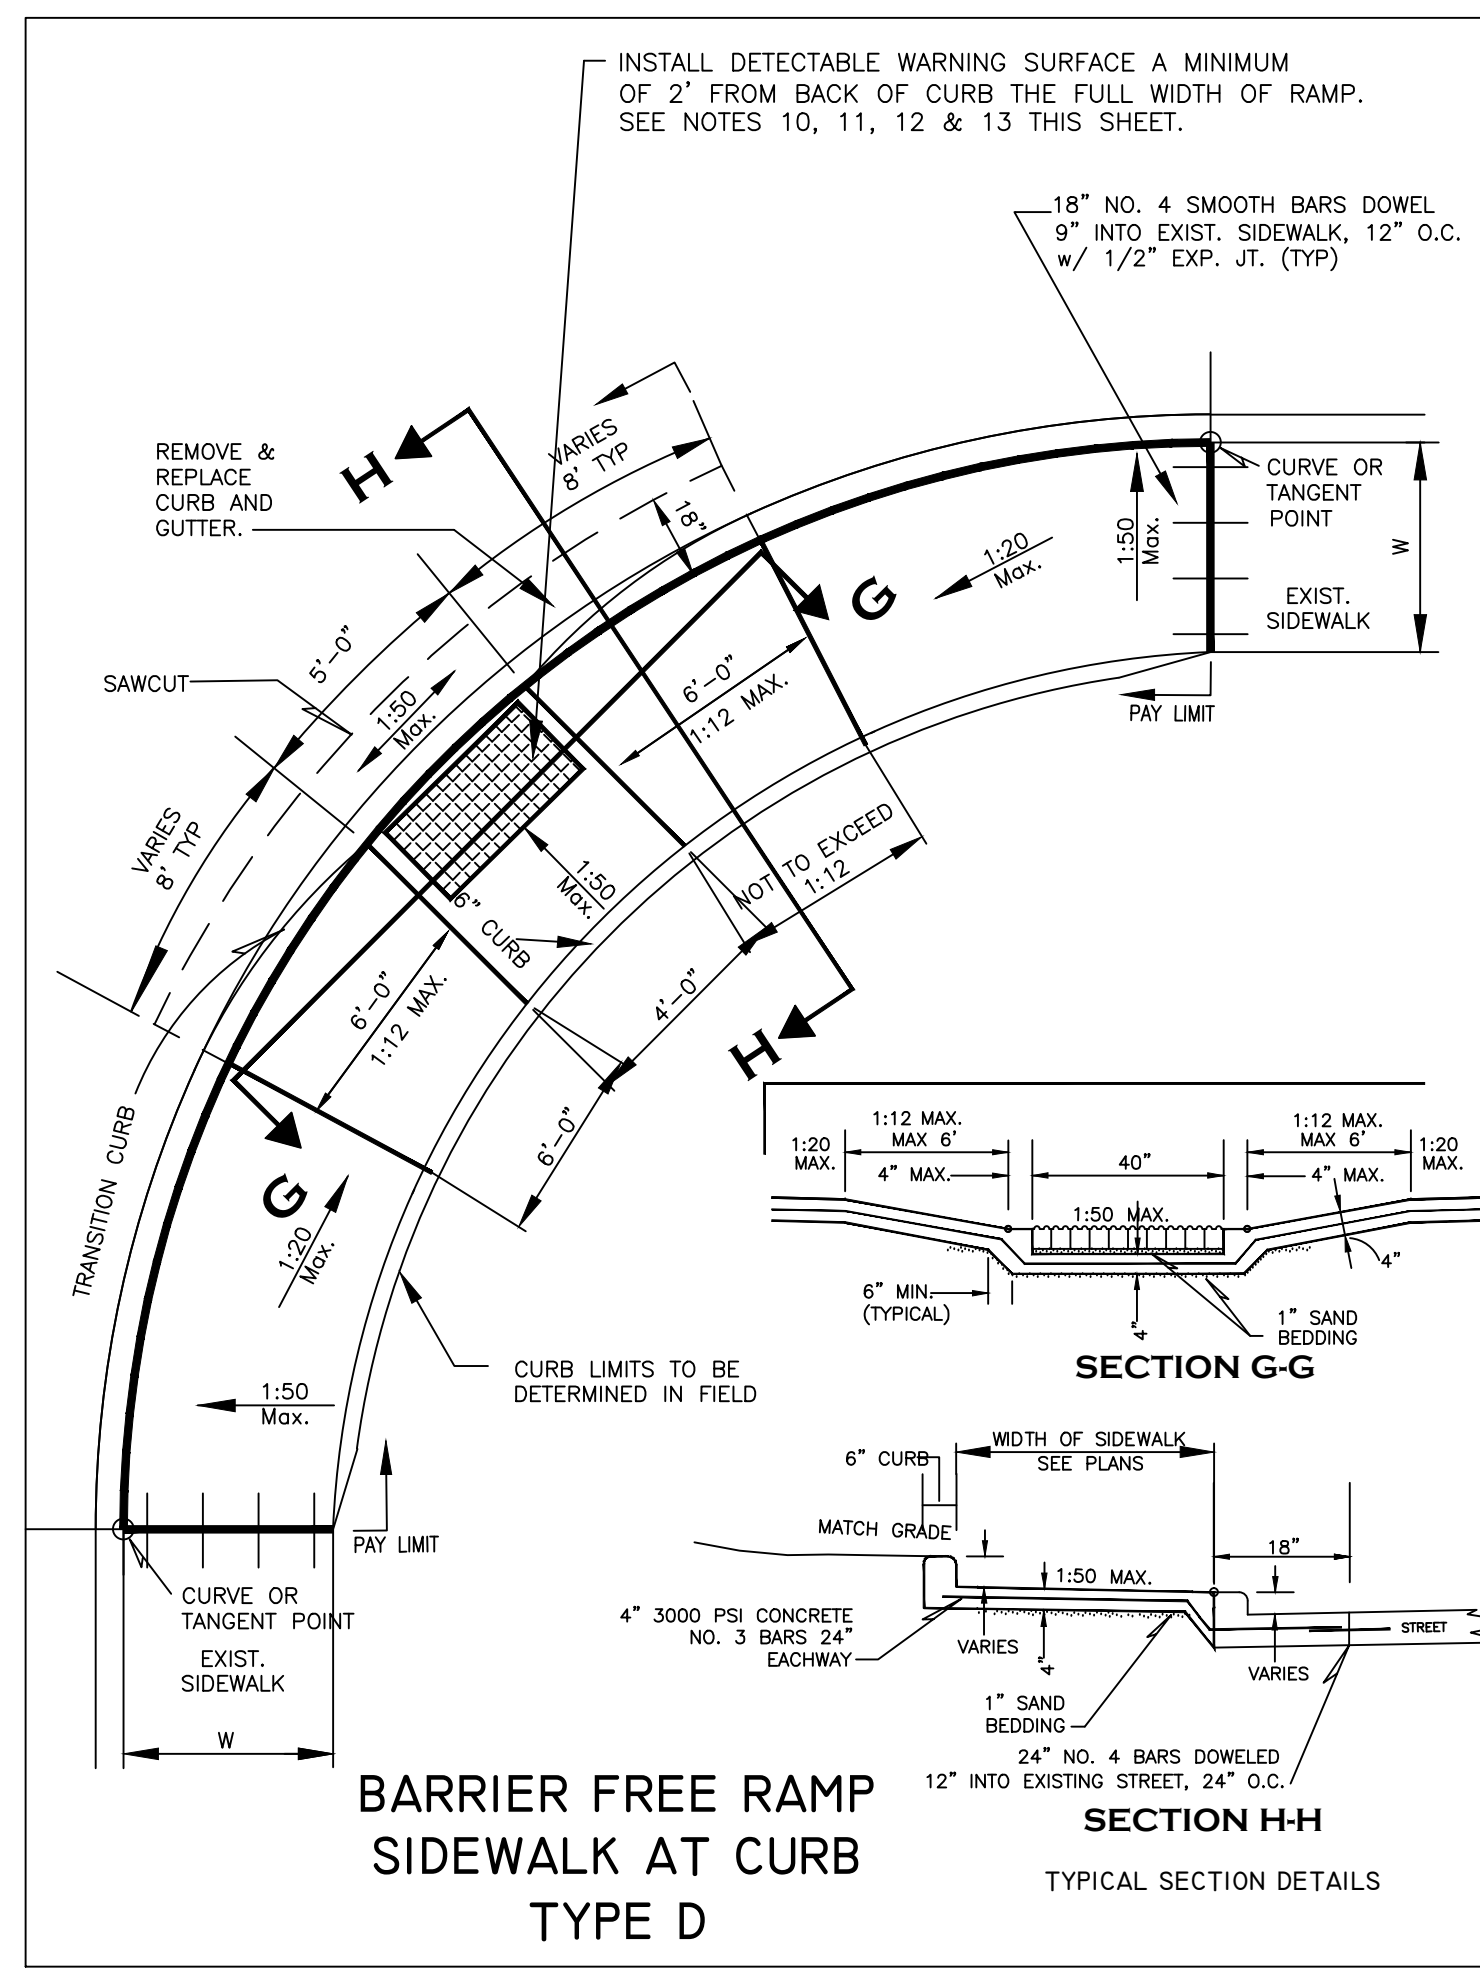 INSTALL DETECTABLE WARNING SURFACE A MINIMUM
OF 2' FROM BACK OF CURB THE FULL WIDTH OF RAMP.
SEE NOTES 10, 11, 12 & 13 THIS SHEET.
18" NO. 4 SMOOTH BARS DOWEL
9" INTO EXIST. SIDEWALK, 12" O.C.
w/ 1/2" EXP. JT. (TYP)
REMOVE &
REPLACE
CURB AND
GUTTER.
H
VARIES
8' TYP
18"
CURVE OR
TANGENT
POINT
1:50
Max.
1:20
Max.
W
G
EXIST.
SIDEWALK
5'-0"
SAWCUT
1:50
Max.
6'-0"
1:12 MAX.
PAY LIMIT
VARIES
8' TYP
NOT TO EXCEED
1:12
1:50
Max.
6" CURB
6'-0"
1:12 MAX.
4'-0"
H
6'-0"
TRANSITION CURB
G
1:20
Max.
1:12 MAX.
MAX 6'
1:12 MAX.
MAX 6'
1:20
MAX.
40"
1:20
MAX.
4" MAX.
4" MAX.
1:50 MAX.
4"
6" MIN.
(TYPICAL)
4"
1" SAND
BEDDING
SECTION G-G
CURB LIMITS TO BE
DETERMINED IN FIELD
1:50
Max.
PAY LIMIT
CURVE OR
TANGENT POINT
EXIST.
SIDEWALK
W
6" CURB
WIDTH OF SIDEWALK
SEE PLANS
MATCH GRADE
18"
1:50 MAX.
4" 3000 PSI CONCRETE
NO. 3 BARS 24"
EACHWAY
VARIES
4"
STREET
VARIES
1" SAND
BEDDING
24" NO. 4 BARS DOWELED
12" INTO EXISTING STREET, 24" O.C.
SECTION H-H
TYPICAL SECTION DETAILS
BARRIER FREE RAMP
SIDEWALK AT CURB
TYPE D